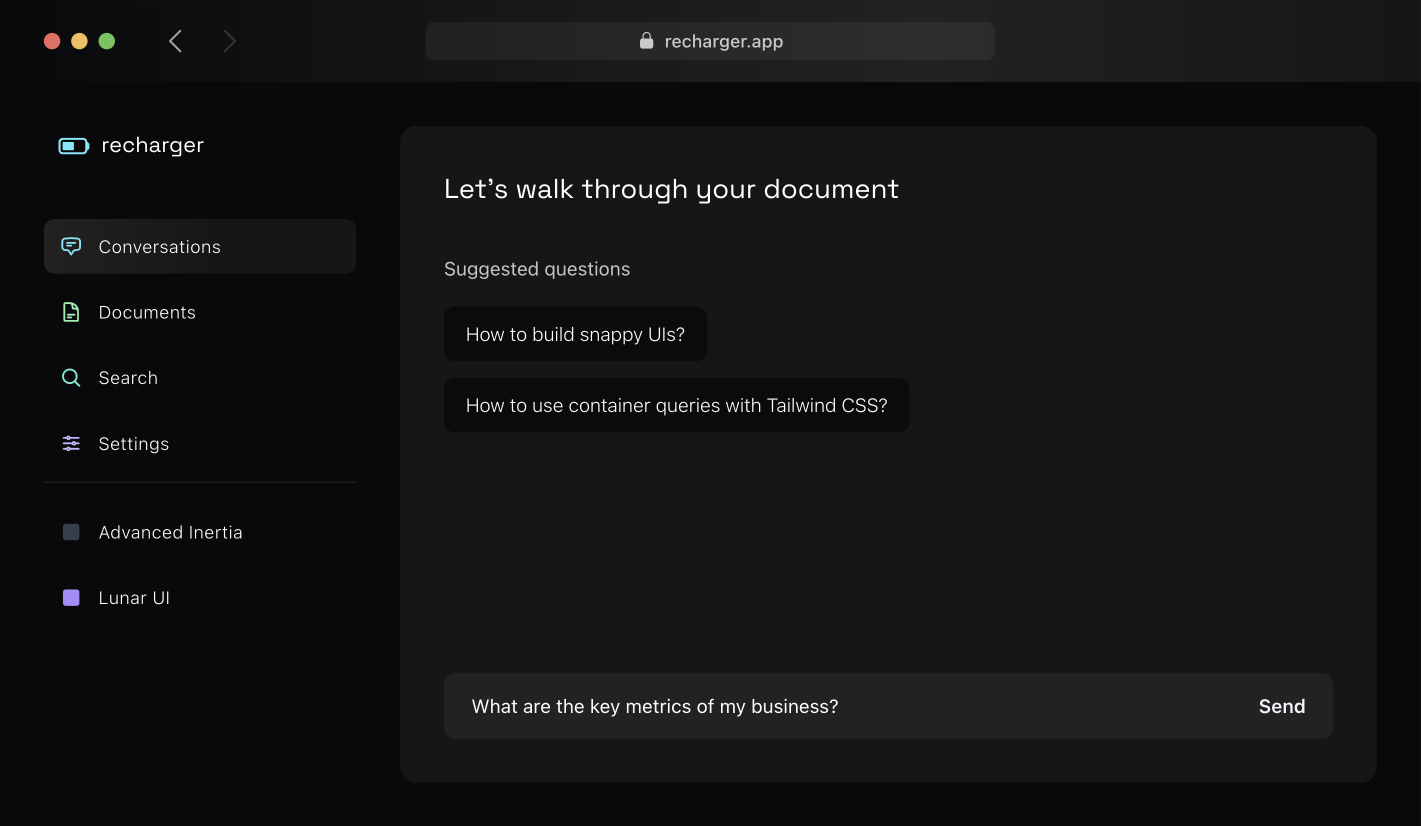 recharger.app
recharger
Conversations
Documents
Search
Settings
Advanced Inertia
Lunar UI
Let’s walk through your document
Suggested questions
How to build snappy UIs?
How to use container queries with Tailwind CSS?
What are the key metrics of my business?
Send